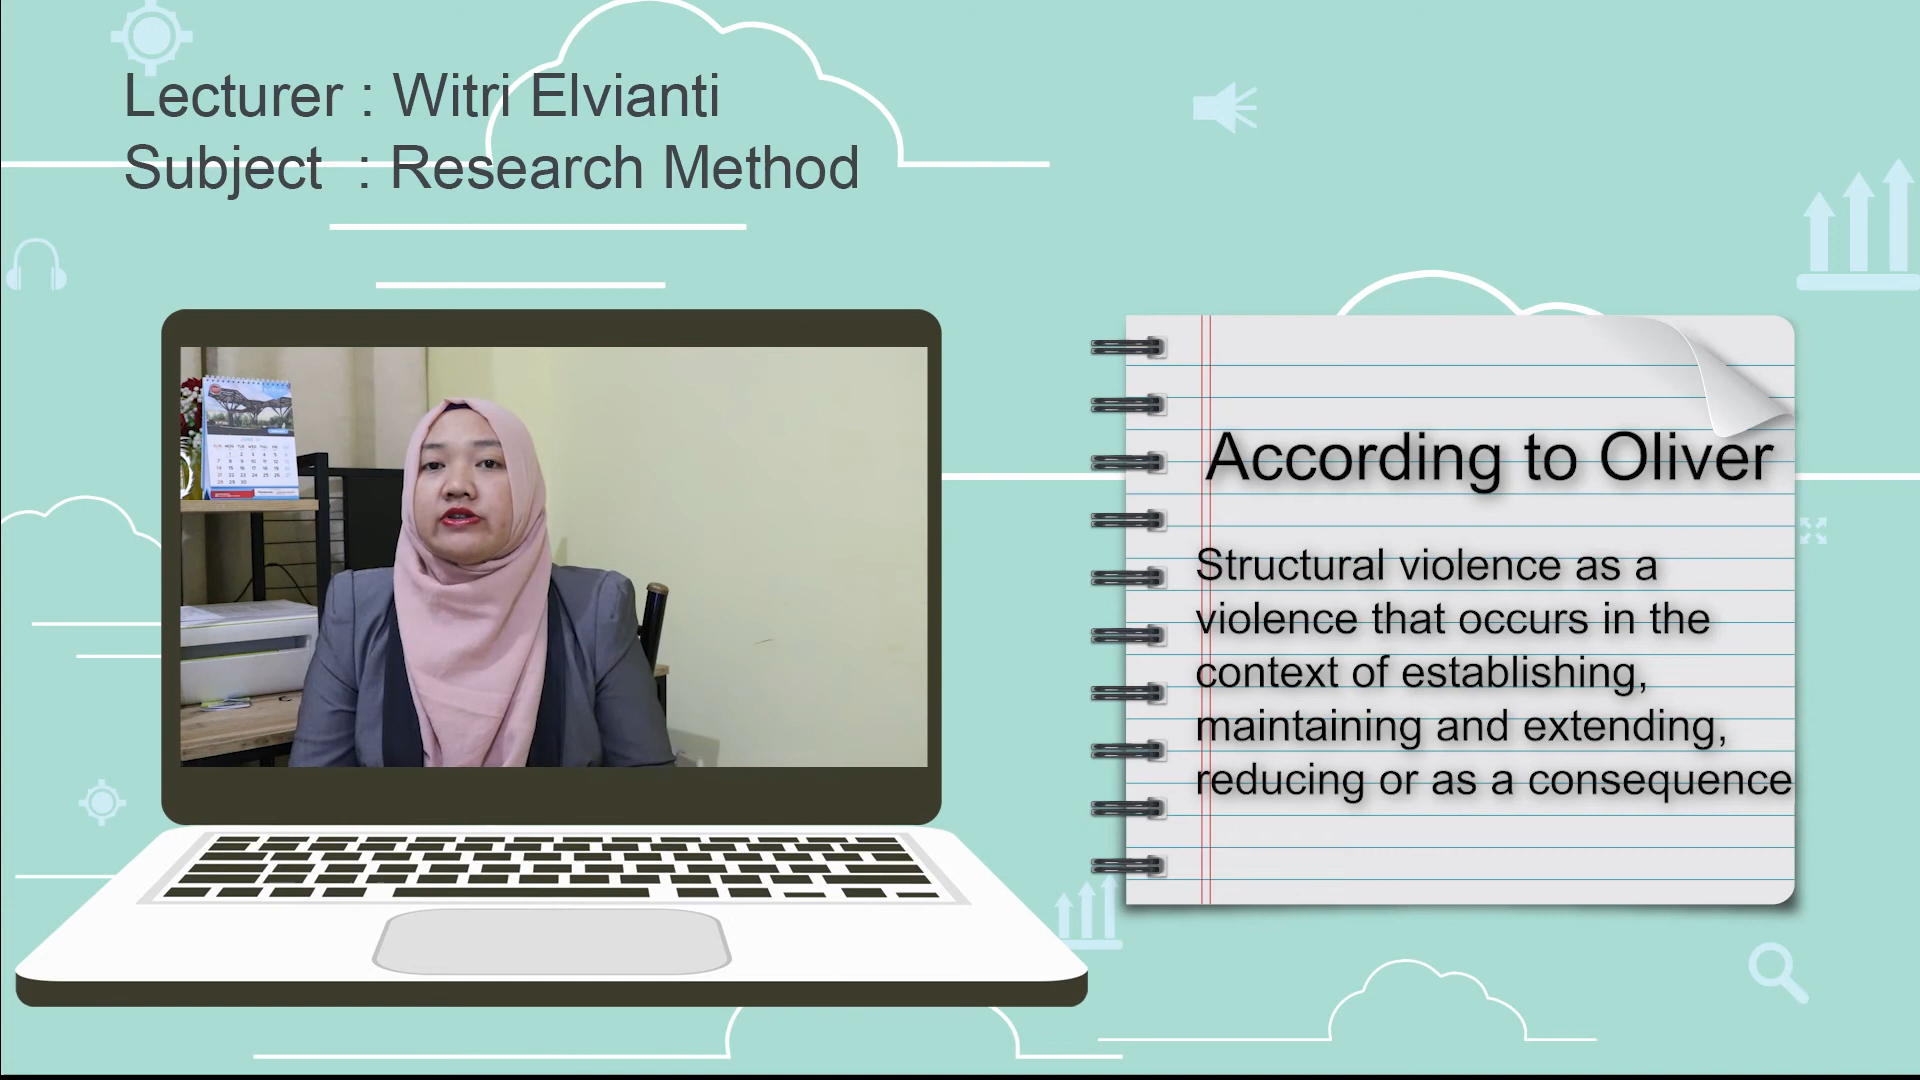 Lecturer : Witri Elvianti
Subject : Research Method
According to Oliver
Structural violence as a
violence that occurs in the
context of establishing,
maintaining and extending,
reducing or as a consequence